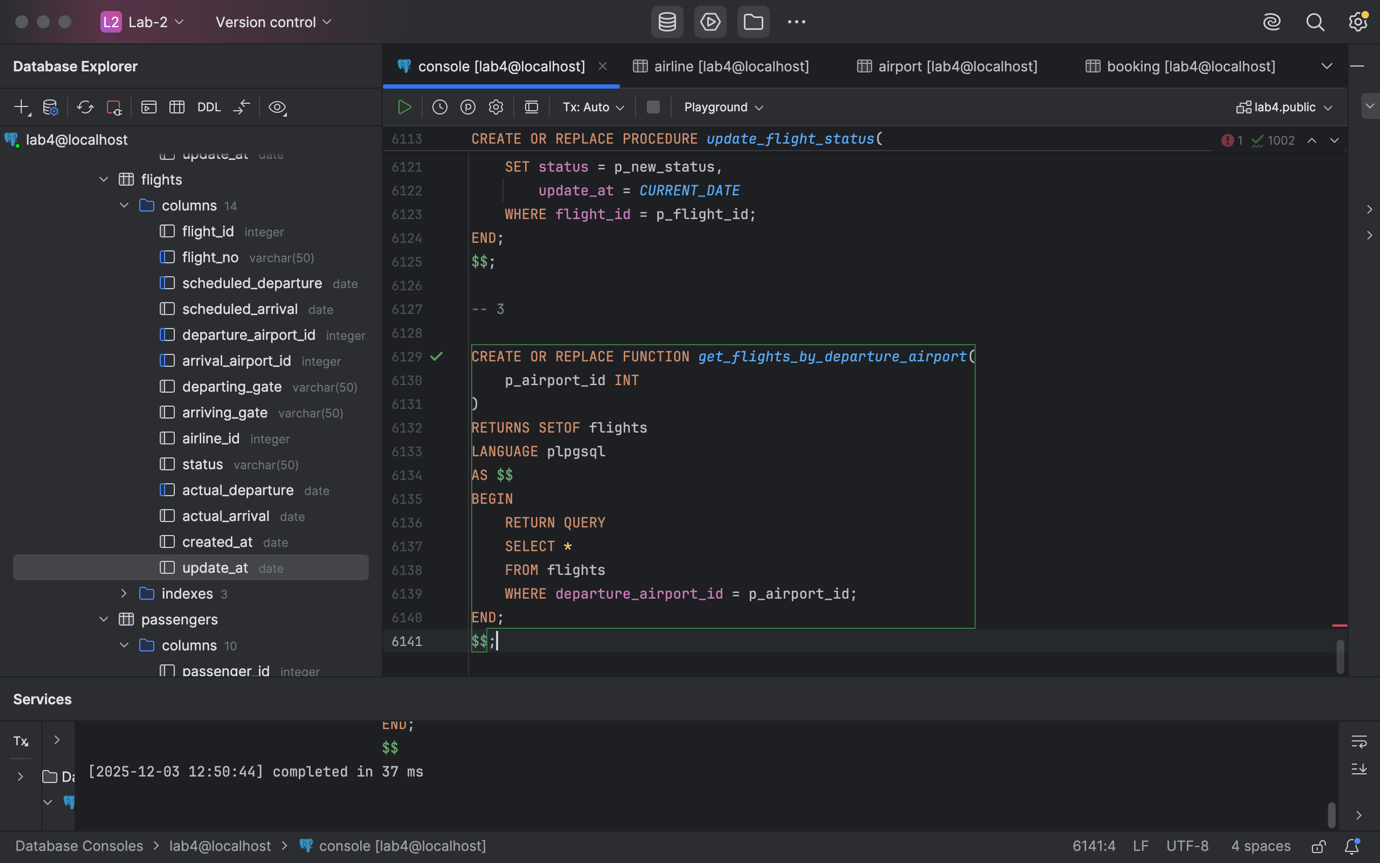 L2 Lab-2
Version control
Database Explorer
console [lab4@localhost]
airline [lab4@localhost]
airport [lab4@localhost]
booking [lab4@localhost]
DDL
Tx: Auto
Playground
lab4.public
lab4@localhost
update_at date
flights
columns 14
flight_id integer
flight_no varchar(50)
scheduled_departure date
scheduled_arrival date
departure_airport_id integer
arrival_airport_id integer
departing_gate varchar(50)
arriving_gate varchar(50)
airline_id integer
status varchar(50)
actual_departure date
actual_arrival date
created_at date
update_at date
indexes 3
passengers
columns 10
passenger_id integer
6113 CREATE OR REPLACE PROCEDURE update_flight_status(
1 1002
6121 SET status = p_new_status,
6122 update_at = CURRENT_DATE
6123 WHERE flight_id = p_flight_id;
6124 END;
6125 $$;
6126
6127 -- 3
6128
6129 CREATE OR REPLACE FUNCTION get_flights_by_departure_airport(
6130 p_airport_id INT
6131 )
6132 RETURNS SETOF flights
6133 LANGUAGE plpgsql
6134 AS $$
6135 BEGIN
6136 RETURN QUERY
6137 SELECT *
6138 FROM flights
6139 WHERE departure_airport_id = p_airport_id;
6140 END;
6141 $$;
Services
Tx
Da
END;
$$
[2025-12-03 12:50:44] completed in 37 ms
Database Consoles > lab4@localhost > console [lab4@localhost]
6141:4 LF UTF-8 4 spaces